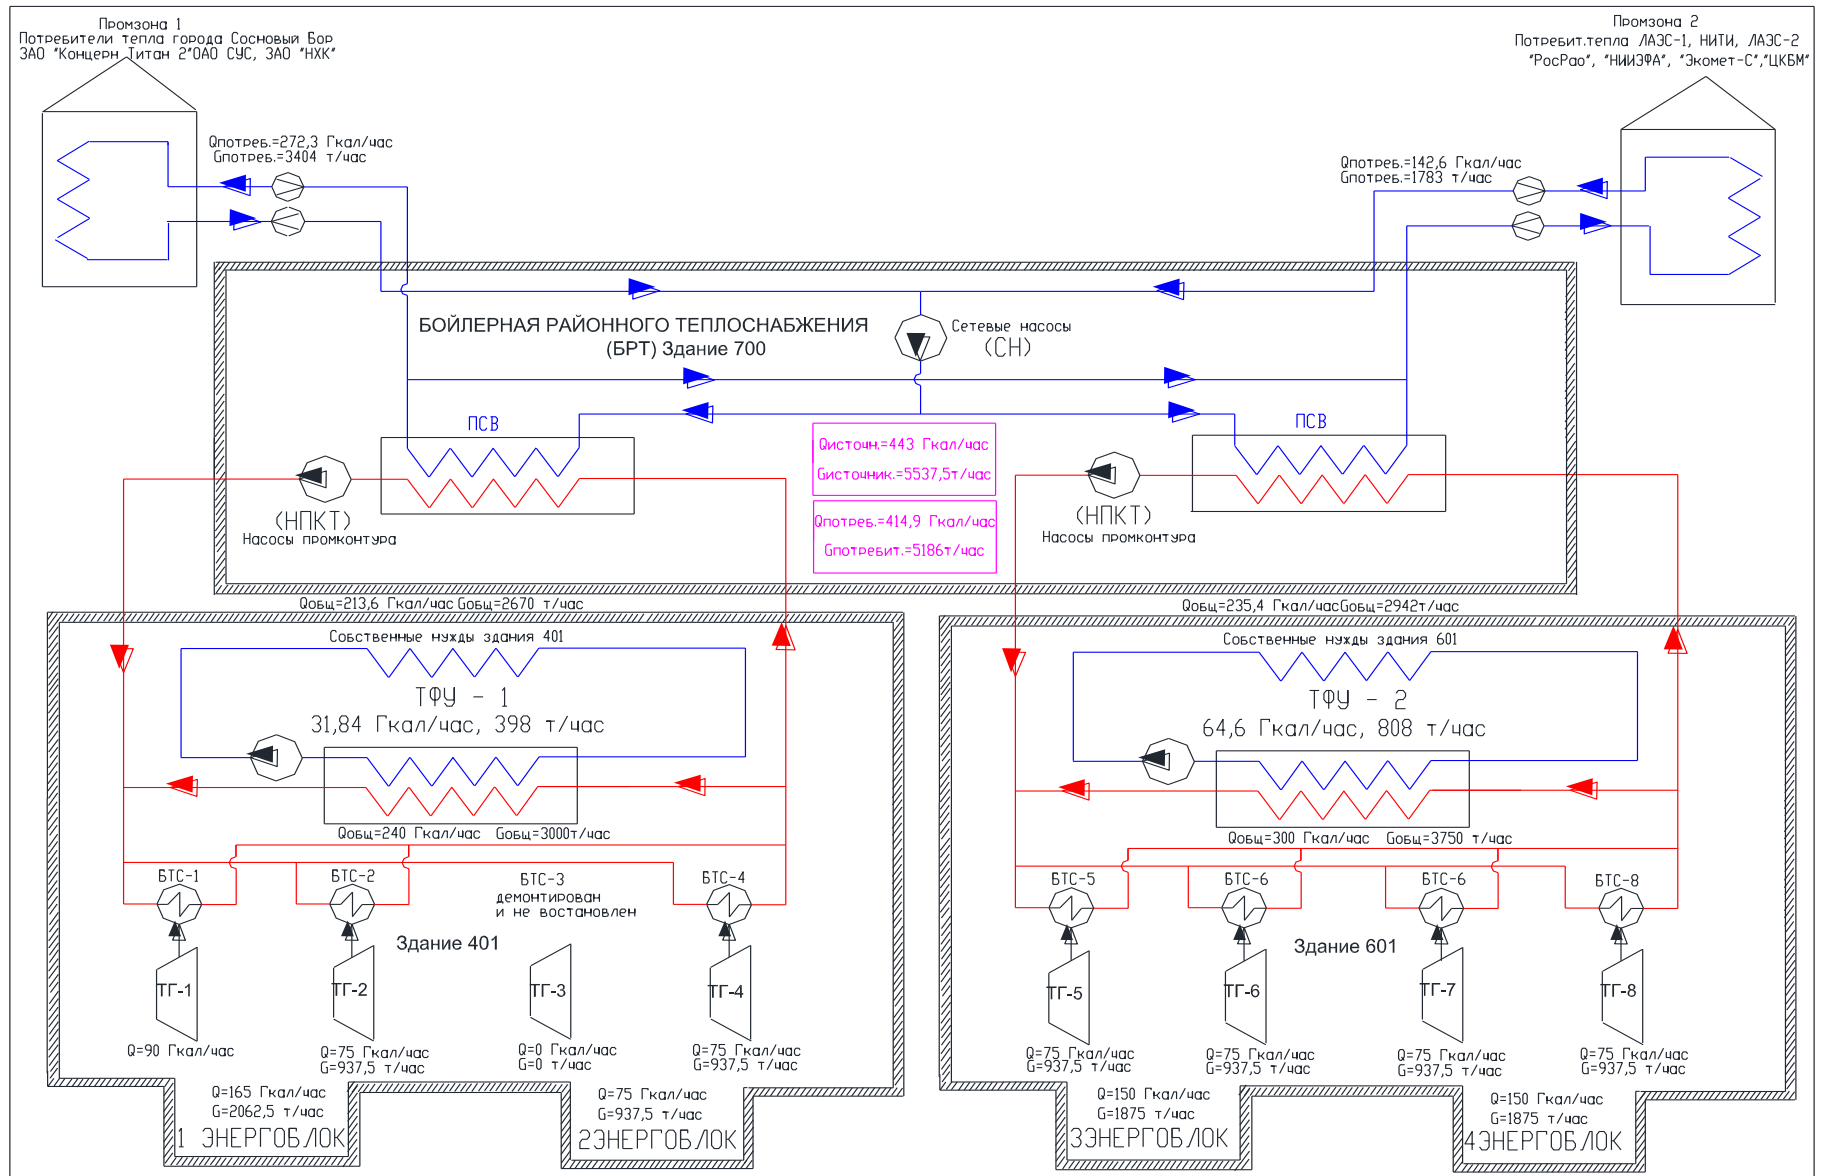 Промзона 1
Потребители тепла города Сосновый Бор
ЗАО "Концерн Титан 2"ОАО СУС, ЗАО "НХК"
Промзона 2
Потребит.тепла ЛАЭС-1, НИТИ, ЛАЭС-2
"РосРао", "НИИЭФА", "Экомет-С","ЦКБМ"
Qпотреб.=272,3 Гкал/час
Gпотреб.=3404 т/час
Qпотреб.=142,6 Гкал/час
Gпотреб.=1783 т/час
БОЙЛЕРНАЯ РАЙОННОГО ТЕПЛОСНАБЖЕНИЯ
(БРТ) Здание 700
Сетевые насосы
(СН)
ПСВ
ПСВ
Qисточн.=443 Гкал/час
Gисточник.=5537,5т/час
Qпотреб.=414,9 Гкал/час
Gпотребит.=5186т/час
(НПКТ)
Насосы промконтура
(НПКТ)
Насосы промконтура
Qобщ=213,6 Гкал/час Gобщ=2670 т/час
Qобщ=235,4 Гкал/часGобщ=2942т/час
Собственные нужды здания 401
ТФУ - 1
31,84 Гкал/час, 398 т/час
Собственные нужды здания 601
ТФУ - 2
64,6 Гкал/час, 808 т/час
Qобщ=240 Гкал/час Gобщ=3000т/час
Qобщ=300 Гкал/час Gобщ=3750 т/час
БТС-1
БТС-2
БТС-3
демонтирован
и не востановлен
БТС-4
БТС-5
БТС-6
БТС-6
БТС-8
Здание 401
Здание 601
ТГ-1
ТГ-2
ТГ-3
ТГ-4
ТГ-5
ТГ-6
ТГ-7
ТГ-8
Q=90 Гкал/час
Q=75 Гкал/час
G=937,5 т/час
Q=0 Гкал/час
G=0 т/час
Q=75 Гкал/час
G=937,5 т/час
Q=75 Гкал/час
G=937,5 т/час
Q=75 Гкал/час
G=937,5 т/час
Q=75 Гкал/час
G=937,5 т/час
Q=75 Гкал/час
G=937,5 т/час
Q=165 Гкал/час
G=2062,5 т/час
1 ЭНЕРГОБЛОК
Q=75 Гкал/час
G=937,5 т/час
2ЭНЕРГОБЛОК
Q=150 Гкал/час
G=1875 т/час
3ЭНЕРГОБЛОК
Q=150 Гкал/час
G=1875 т/час
4ЭНЕРГОБЛОК